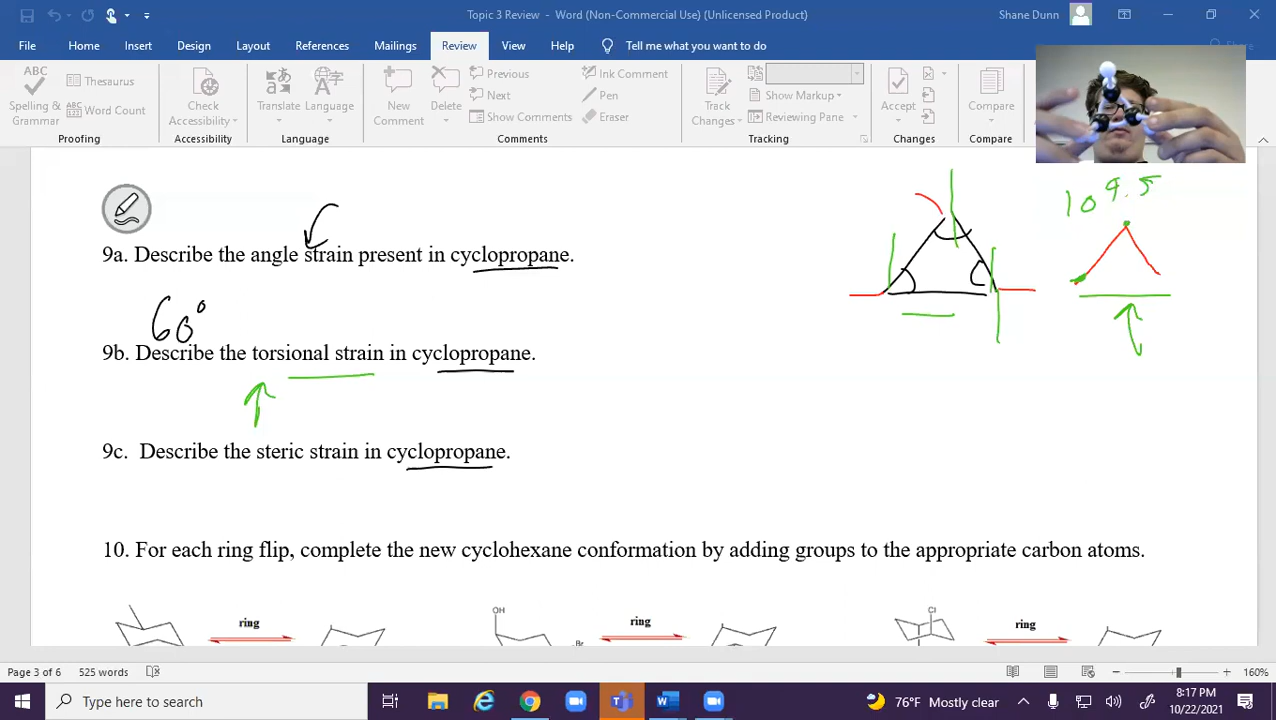 Topic 3 Review - Word (Non-Commercial Use) (Unlicensed Product)
Shane Dunn
File Home Insert Design Layout References Mailings Review View Help Tell me what you want to do
Share
ABC
Spelling & Grammar
Thesaurus
ABC 123 Word Count
Check Accessibility
Translate Language
New Comment
Delete
Previous
Next
Show Comments
Ink Comment
Pen
Eraser
Track Changes
Show Markup
Reviewing Pane
Accept
Compare
Proofing Accessibility Language Comments Tracking Changes Compare
109.5
9a. Describe the angle strain present in cyclopropane.
60°
9b. Describe the torsional strain in cyclopropane.
9c. Describe the steric strain in cyclopropane.
10. For each ring flip, complete the new cyclohexane conformation by adding groups to the appropriate carbon atoms.
OH
Cl
ring
ring
ring
Br
Page 3 of 6 525 words
160%
Type here to search
76°F Mostly clear
8:17 PM
10/22/2021